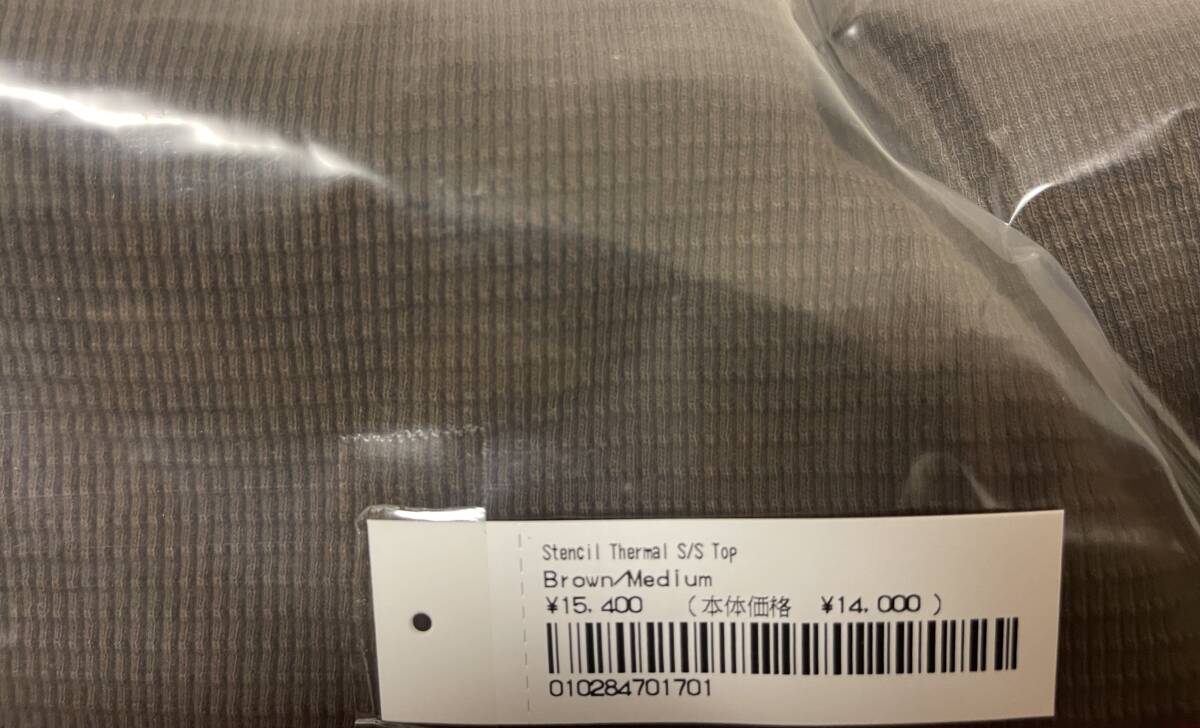 Stencil Thermal S/S Top
Brown/Medium
¥15.400 (本体価格 ¥14.000 )
010284701701